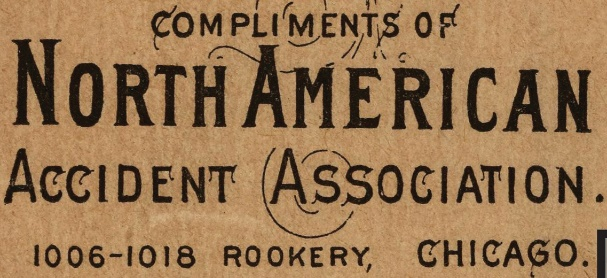 COMPLIMENTS OF
NORTH AMERICAN
ACCIDENT ASSOCIATION.
1006-1018 ROOKERY, CHICAGO.